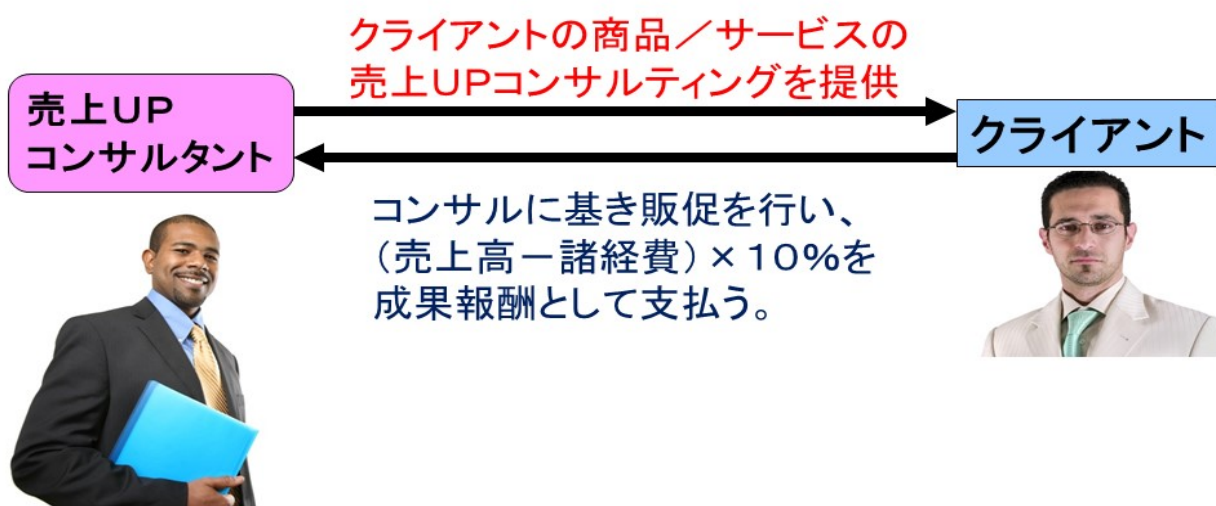 クライアントの商品／サービスの
売上UPコンサルティングを提供
売上UP
コンサルタント
クライアント
コンサルに基き販促を行い、
（売上高－諸経費）×10%を
成果報酬として支払う。